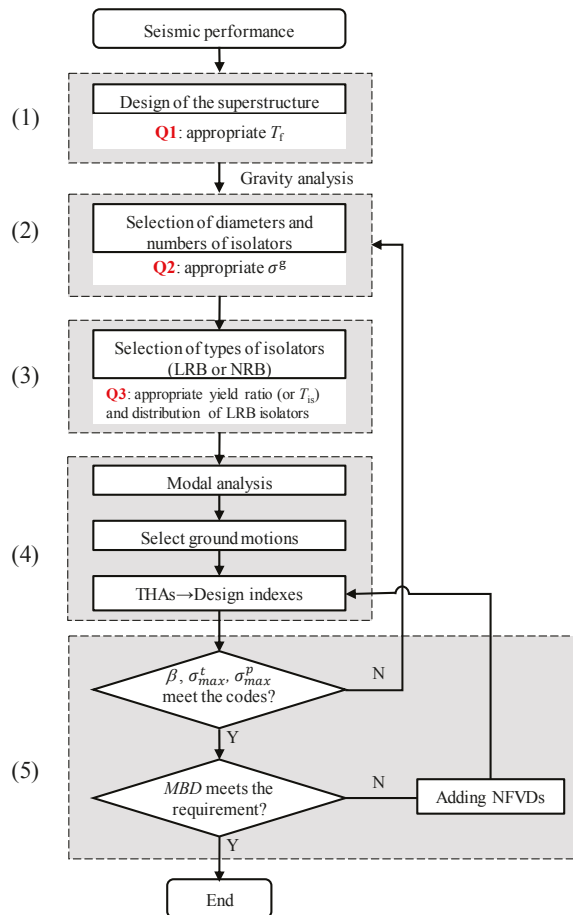 Seismic performance
(1)
Design of the superstructure
Q1: appropriate T_f
Gravity analysis
(2)
Selection of diameters and
numbers of isolators
Q2: appropriate σ^g
(3)
Selection of types of isolators
(LRB or NRB)
Q3: appropriate yield ratio (or T_is)
and distribution of LRB isolators
(4)
Modal analysis
Select ground motions
THAs→Design indexes
(5)
β, σ^t_max, σ^p_max
meet the codes?
N
Y
MBD meets the
requirement?
N
Adding NFVDs
Y
End